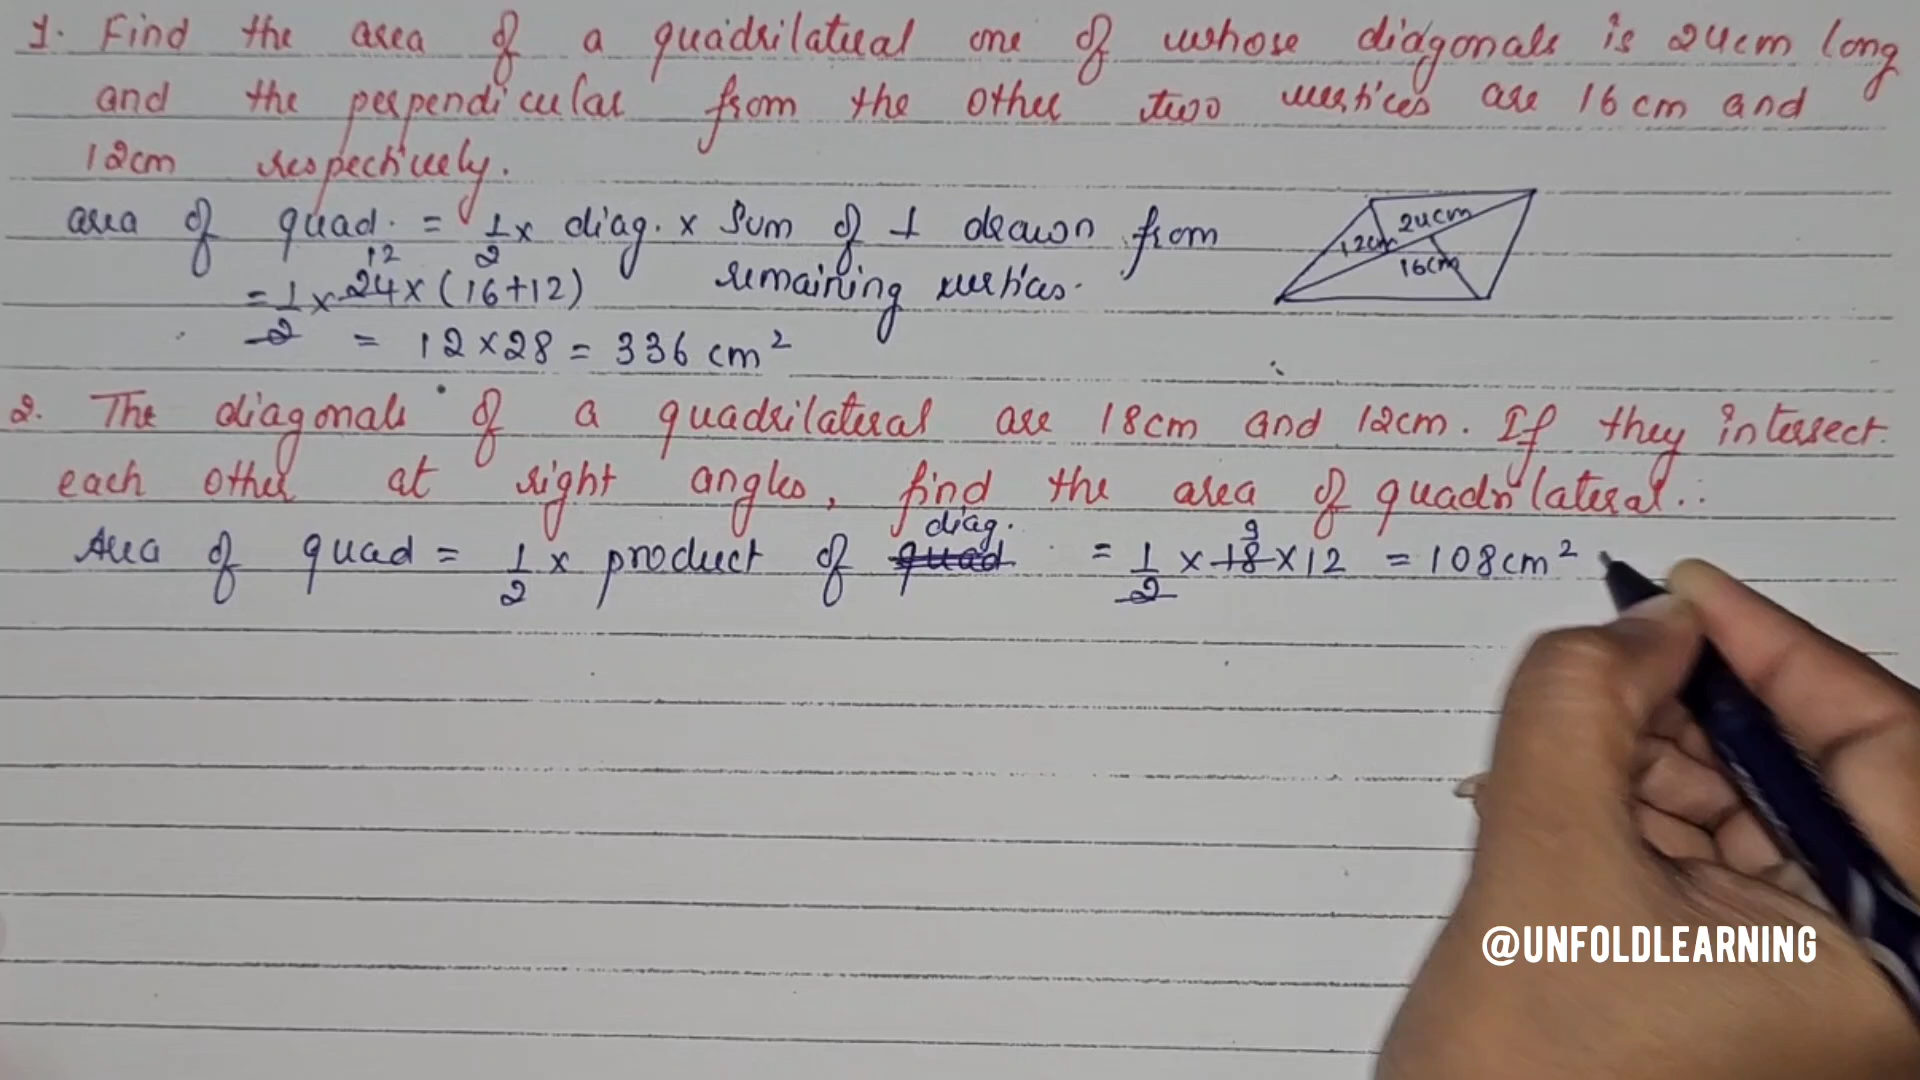 1. Find the area of a quadrilateral one of whose diagonals is 24cm long
and the perpendicular from the other two vertices are 16cm and
12cm respectively.
area of quad. = 1/2 × diag. × Sum of ⊥ drawn from
remaining vertices.
= 1/2 × 24 × (16+12)
12
= 12 × 28 = 336 cm²
24cm
12cm
16cm
2. The diagonals of a quadrilateral are 18cm and 12cm. If they intersect
each other at right angles, find the area of quadrilateral.
Area of quad = 1/2 × product of quad diag. = 1/2 × 18 × 12 = 108cm²
9
@UNFOLDLEARNING